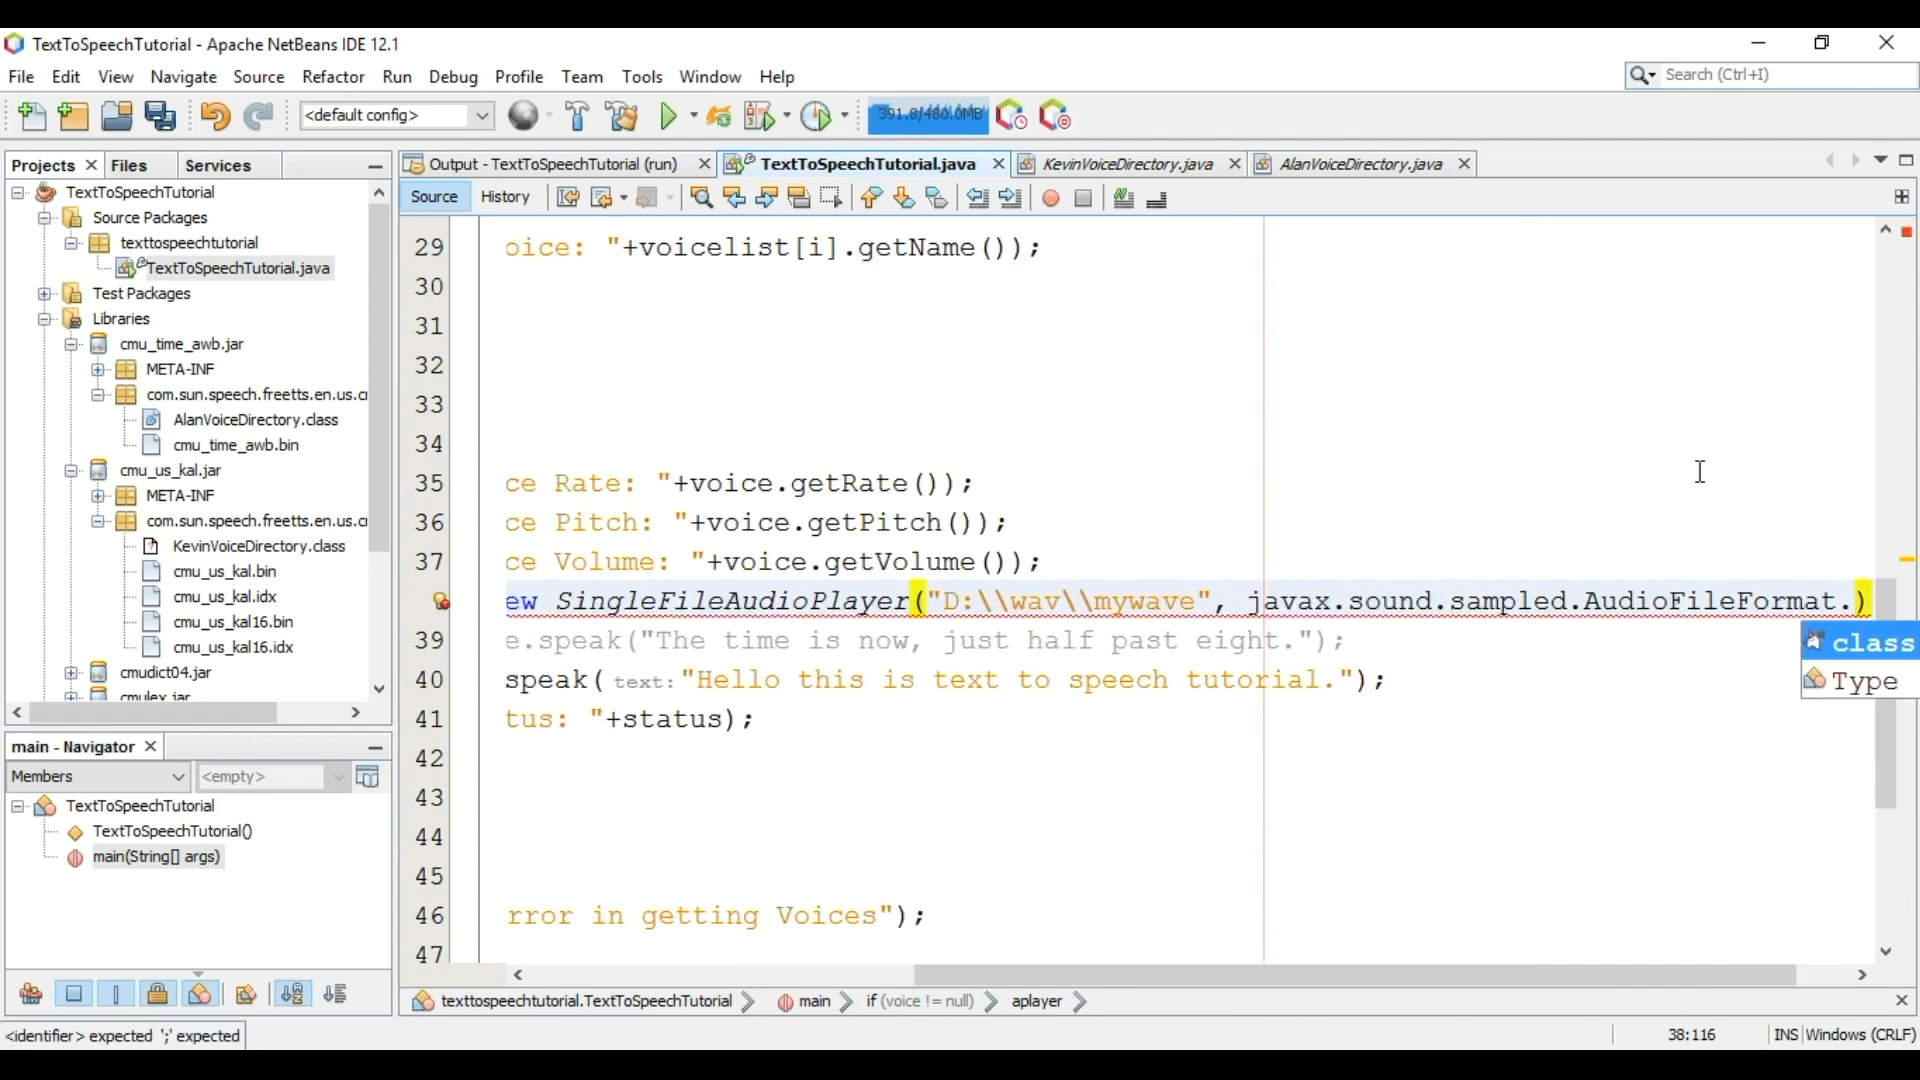 TextToSpeechTutorial - Apache NetBeans IDE 12.1
File Edit View Navigate Source Refactor Run Debug Profile Team Tools Window Help
Search (Ctrl+I)
<default config>
391.8/480.0MB
Projects Files Services
Output - TextToSpeechTutorial (run) TextToSpeechTutorial.java KevinVoiceDirectory.java AlanVoiceDirectory.java
Source History
TextToSpeechTutorial
Source Packages
texttospeechtutorial
TextToSpeechTutorial.java
Test Packages
Libraries
cmu_time_awb.jar
META-INF
com.sun.speech.freetts.en.us.c
AlanVoiceDirectory.class
cmu_time_awb.bin
cmu_us_kal.jar
META-INF
com.sun.speech.freetts.en.us.c
KevinVoiceDirectory.class
cmu_us_kal.bin
cmu_us_kal.idx
cmu_us_kal16.bin
cmu_us_kal16.idx
cmudict04.jar
cmulex.jar
29 oice: "+voicelist[i].getName());
30
31
32
33
34
35 ce Rate: "+voice.getRate());
36 ce Pitch: "+voice.getPitch());
37 ce Volume: "+voice.getVolume());
ew SingleFileAudioPlayer("D:\\wav\\mywave", javax.sound.sampled.AudioFileFormat.)
39 e.speak("The time is now, just half past eight.");
40 speak( text: "Hello this is text to speech tutorial.");
41 tus: "+status);
42
43
44
45
46 rror in getting Voices");
47
class
Type
main - Navigator
Members <empty>
TextToSpeechTutorial
TextToSpeechTutorial()
main(String[] args)
texttospeechtutorial.TextToSpeechTutorial main if (voice != null) aplayer
<identifier> expected ';' expected
38:116 INS Windows (CRLF)